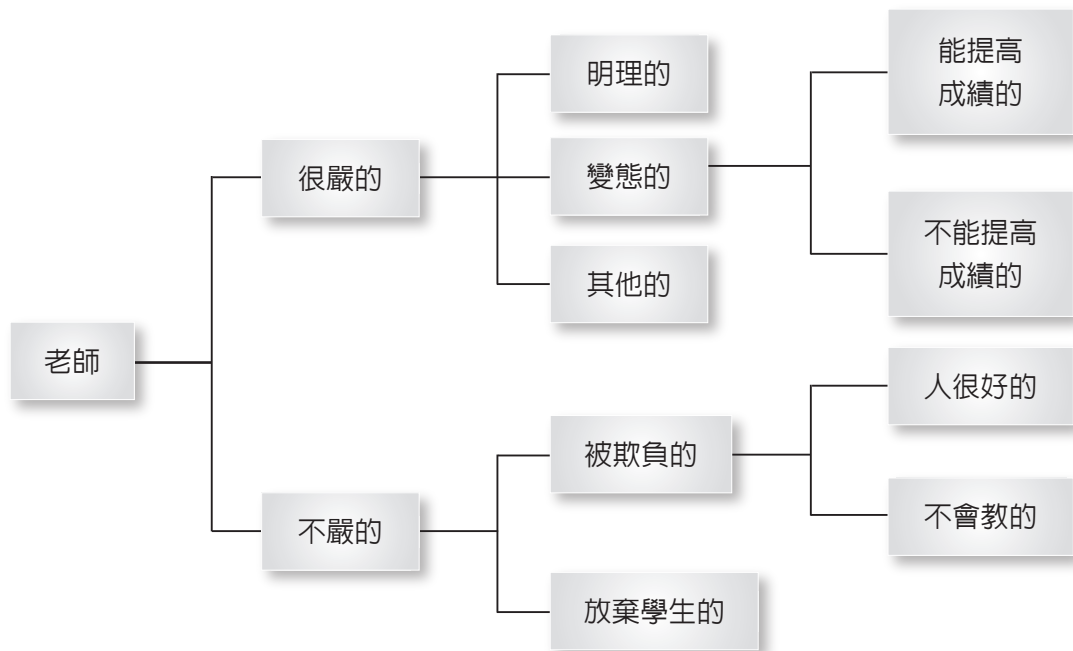 老師
很嚴的
明理的
變態的
能提高
成績的
不能提高
成績的
其他的
不嚴的
被欺負的
人很好的
不會教的
放棄學生的